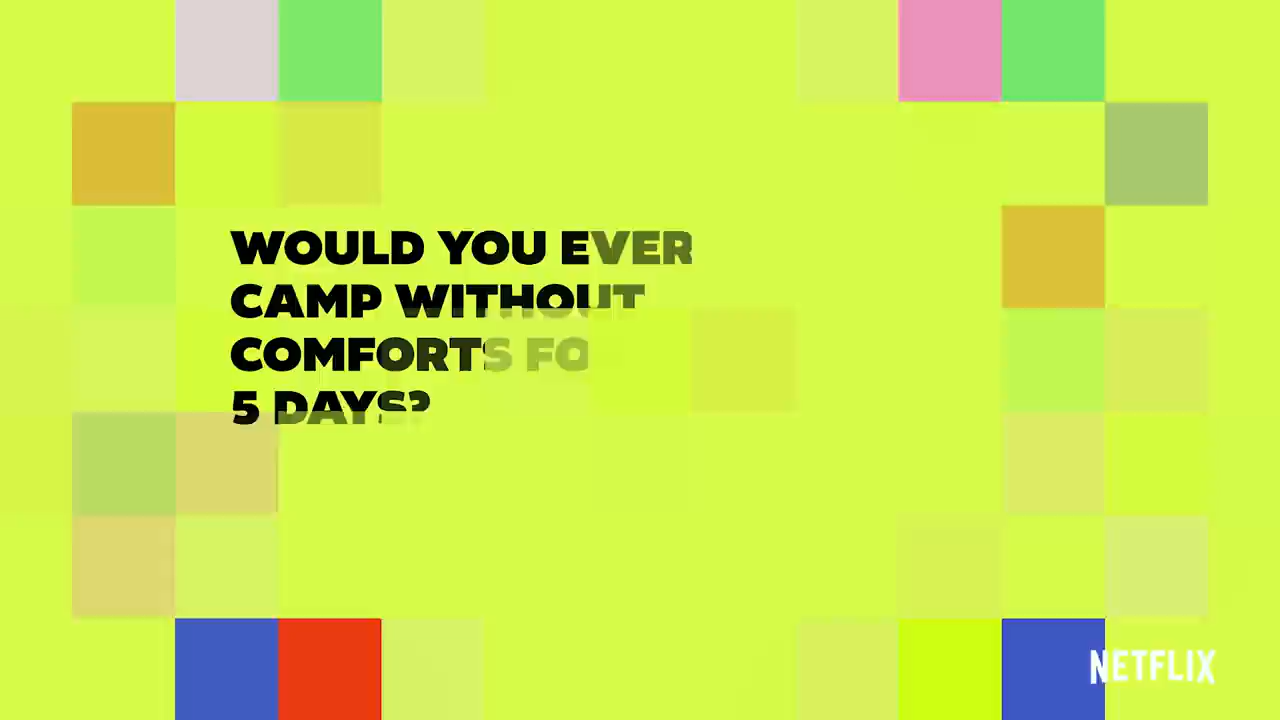 WOULD YOU EVER
CAMP WITHOUT
COMFORTS FO
5 DAYS?
NETFLIX